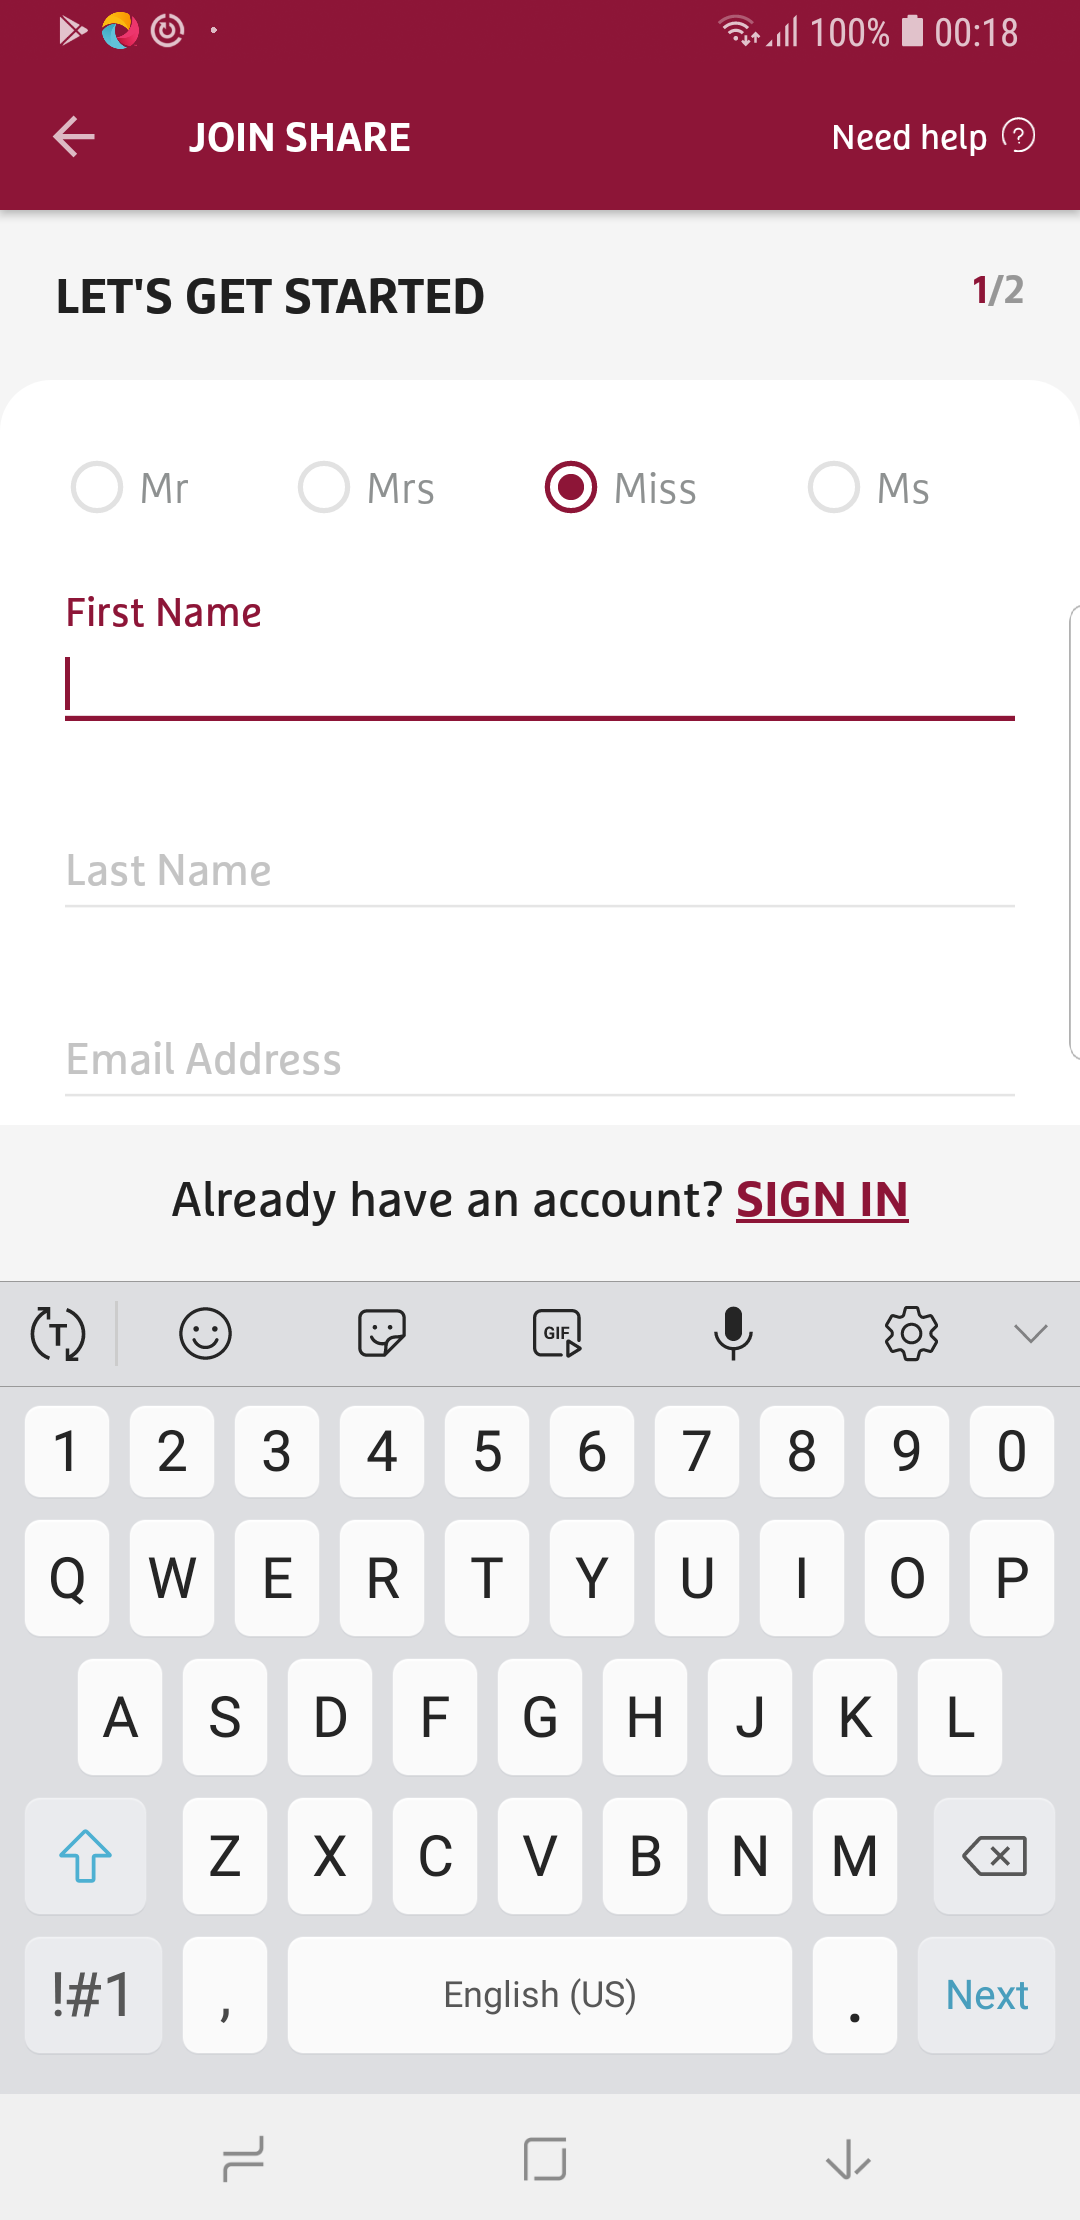 100% 00:18
JOIN SHARE Need help ?
LET'S GET STARTED 1/2
Mr Mrs Miss Ms
First Name
Last Name
Email Address
Already have an account? SIGN IN
T GIF
1 2 3 4 5 6 7 8 9 0
Q W E R T Y U I O P
A S D F G H J K L
Z X C V B N M
!#1 , English (US) . Next